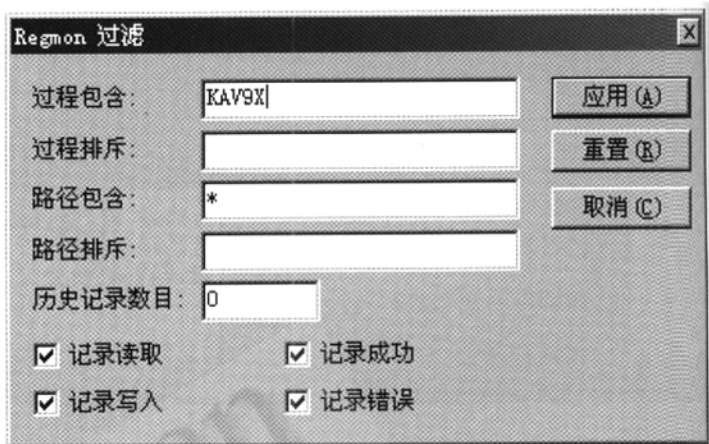 Regmon 过滤
过程包含: KAV9X 应用(A)
过程排斥: 重置(R)
路径包含: * 取消(C)
路径排斥:
历史记录数目: 0
记录读取 记录成功
记录写入 记录错误